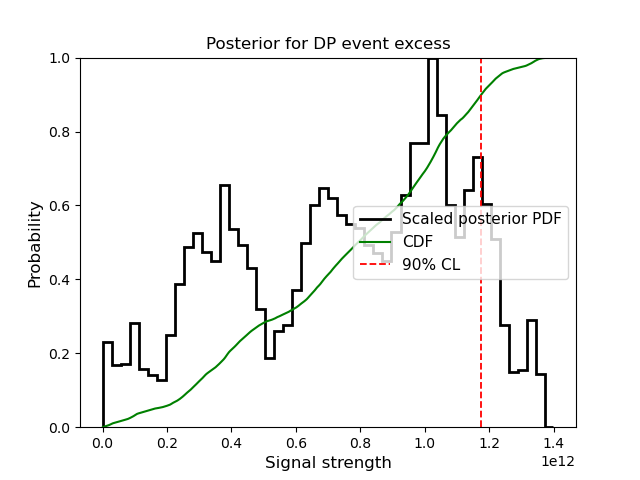 Posterior for DP event excess
Probability
1.0
0.8
0.6
0.4
0.2
0.0
Scaled posterior PDF
CDF
90% CL
0.0 0.2 0.4 0.6 0.8 1.0 1.2 1.4
1e12
Signal strength